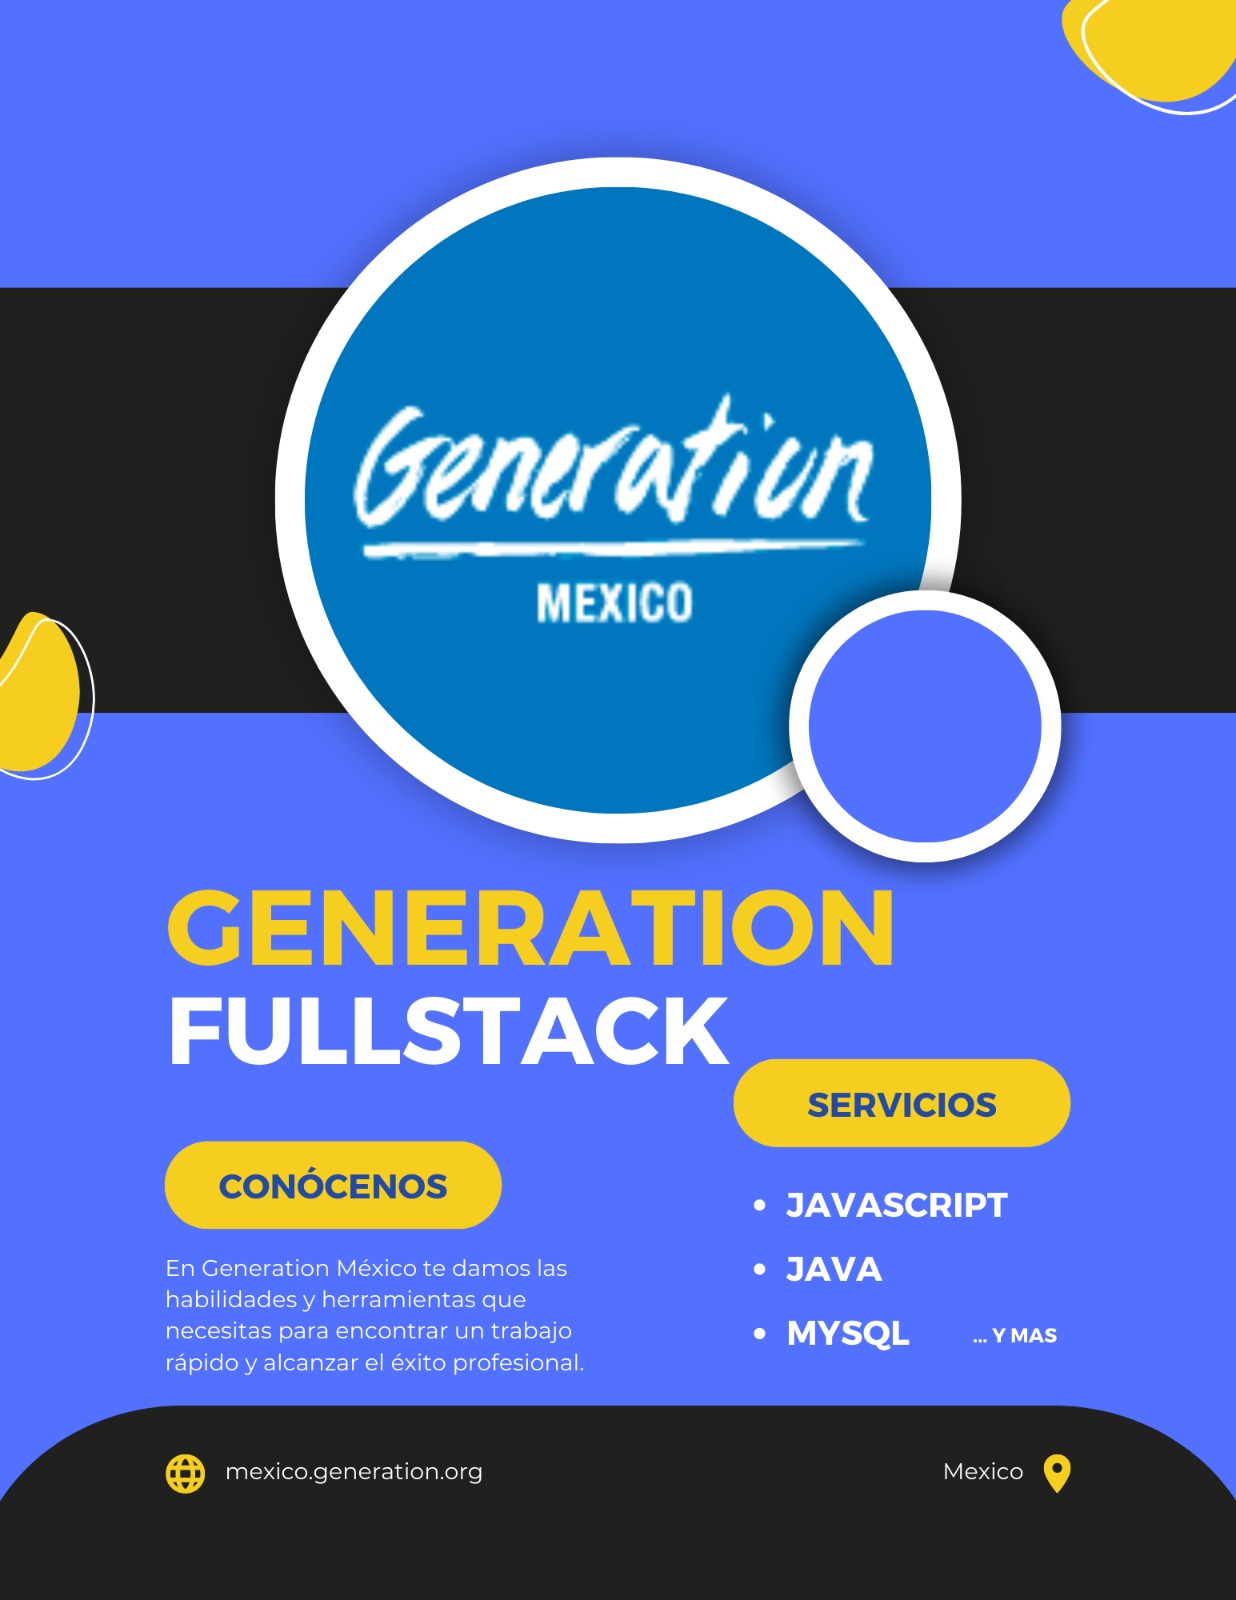 Generation
MEXICO
GENERATION
FULLSTACK
SERVICIOS
CONÓCENOS
JAVASCRIPT
JAVA
MYSQL ... Y MAS
En Generation México te damos las
habilidades y herramientas que
necesitas para encontrar un trabajo
rápido y alcanzar el éxito profesional.
mexico.generation.org
Mexico